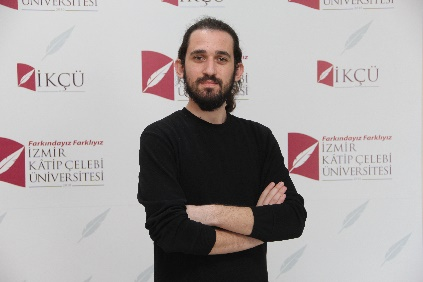 ÜNİVERSİTESİ
ÜNİVERSİTESİ
İKÇÜ
İKÇÜ
Farkındayız Farklıyız
İZMİR
KÂTİP ÇELEBİ
ÜNİVERSİTESİ
Farkındayız Farklıyız
İZMİR
KÂTİP ÇELEBİ
ÜNİVERSİTESİ